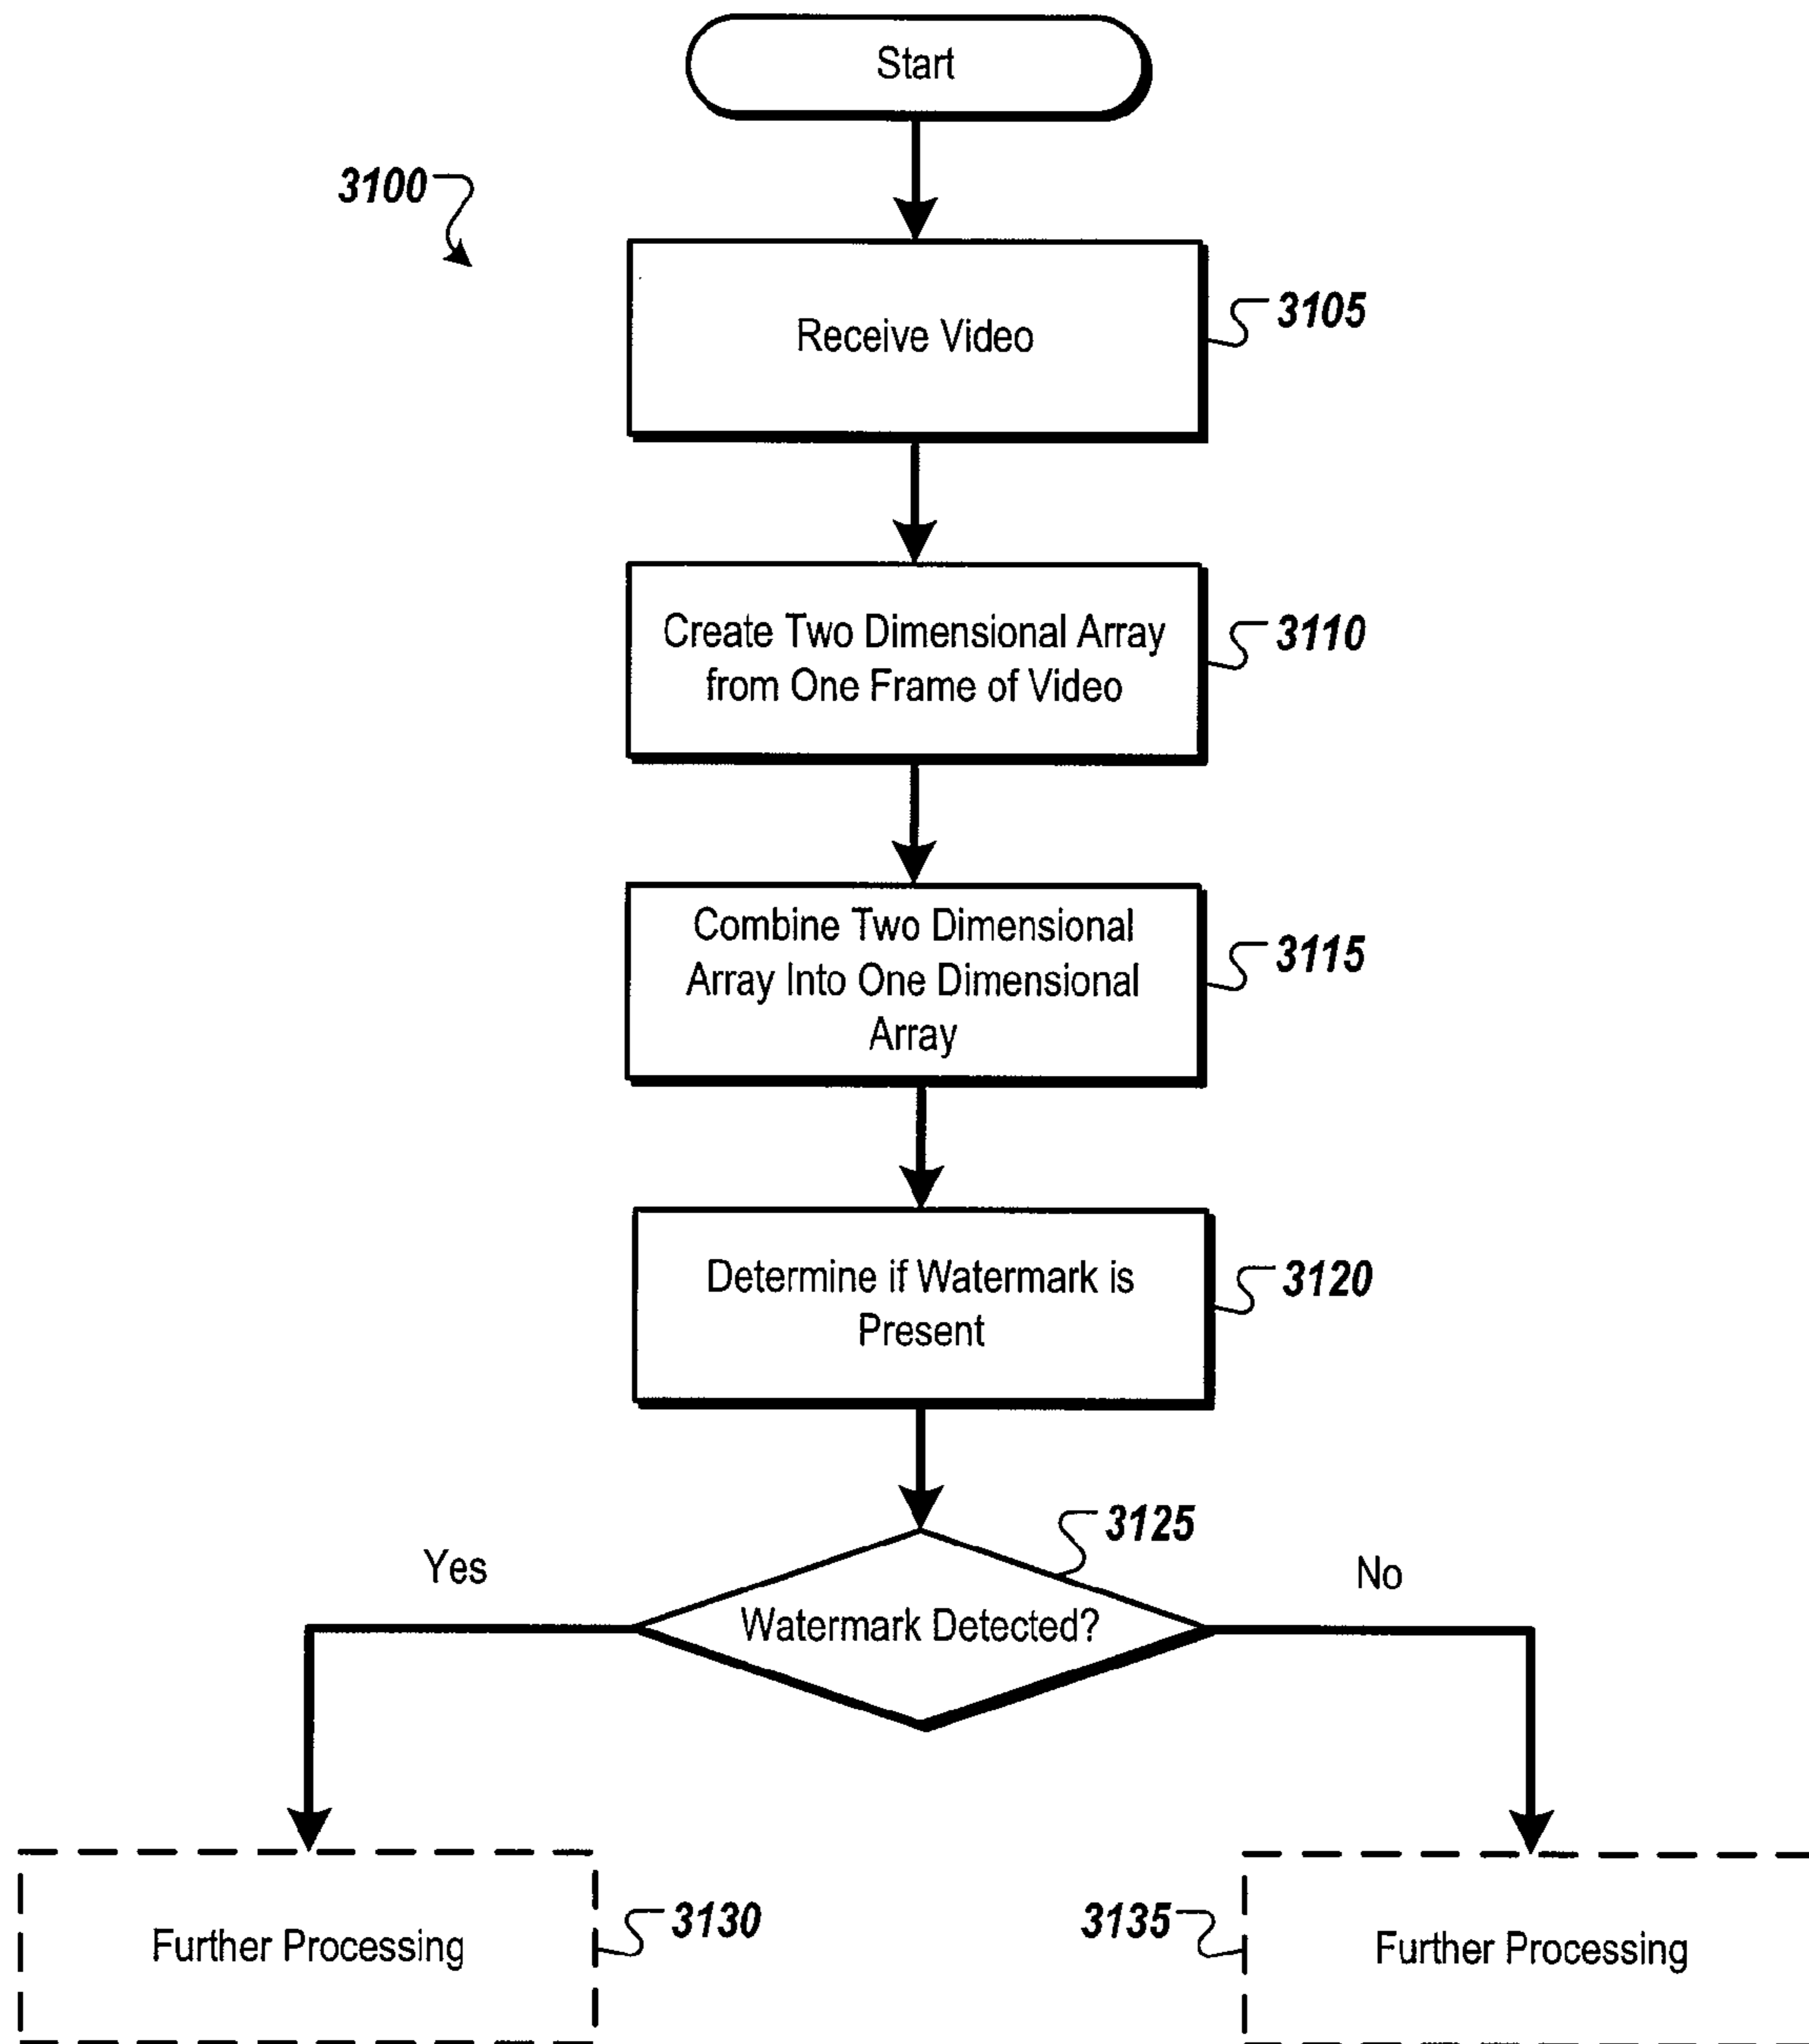 Start
3100
Receive Video
3105
Create Two Dimensional Array
from One Frame of Video
3110
Combine Two Dimensional
Array Into One Dimensional
Array
3115
Determine if Watermark is
Present
3120
3125
Yes
No
Watermark Detected?
Further Processing
3130
3135
Further Processing